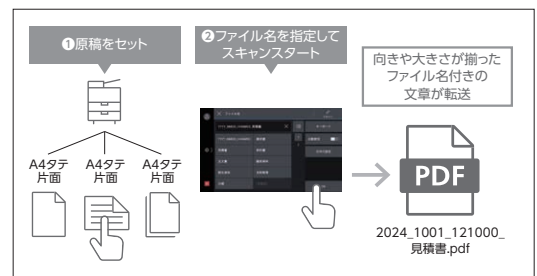 ❶原稿をセット
❷ファイル名を指定して
スキャンスタート
向きや大きさが揃った
ファイル名付きの
文章が転送
A4タテ
片面
A4タテ
片面
A4タテ
片面
PDF
2024_1001_121000_
見積書.pdf